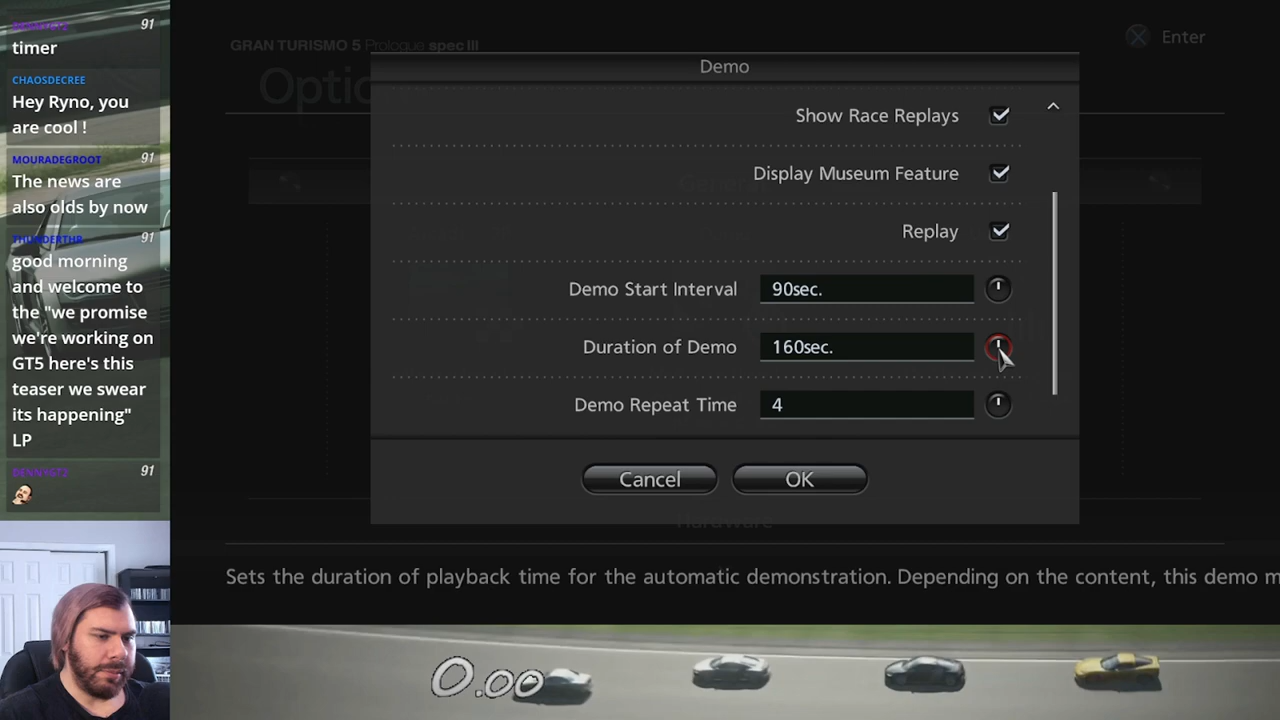 DENNYGT2 91
timer
CHAOSDECREE
Hey Ryno, you
are cool !
MOURADEGROOT 91
The news are
also olds by now
THUNDERTHR 91
good morning
and welcome to
the "we promise
we're working on
GT5 here's this
teaser we swear
its happening"
LP
DENNYGT2 91
GRAN TURISMO 5 Prologue spec III
Enter
Demo
Show Race Replays
Display Museum Feature
Replay
Demo Start Interval 90sec.
Duration of Demo 160sec.
Demo Repeat Time 4
Cancel OK
Hardware
Sets the duration of playback time for the automatic demonstration. Depending on the content, this demo m
0.00